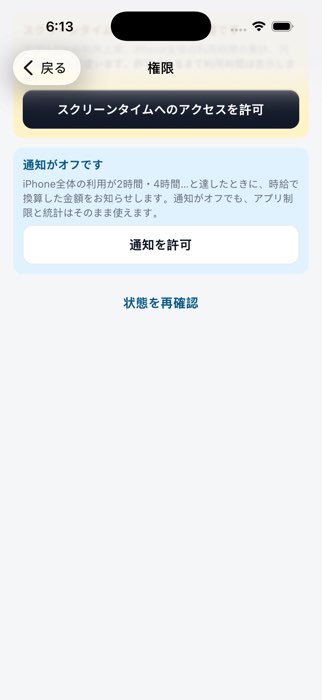 6:13
戻る
権限
スクリーンタイムへのアクセスを許可
通知がオフです
iPhone全体の利用が2時間・4時間…と達したときに、時給で
換算した金額をお知らせします。通知がオフでも、アプリ制
限と統計はそのまま使えます。
通知を許可
状態を再確認